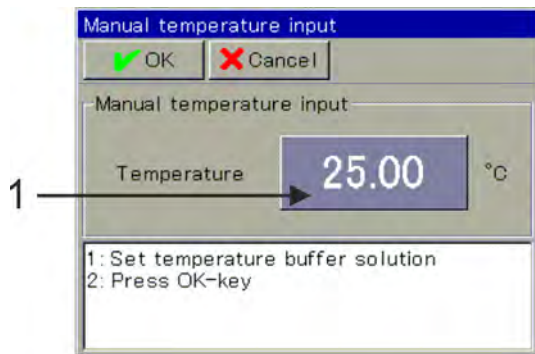 Manual temperature input
OK Cancel
Manual temperature input
Temperature 25.00 °C
1
1: Set temperature buffer solution
2: Press OK-key